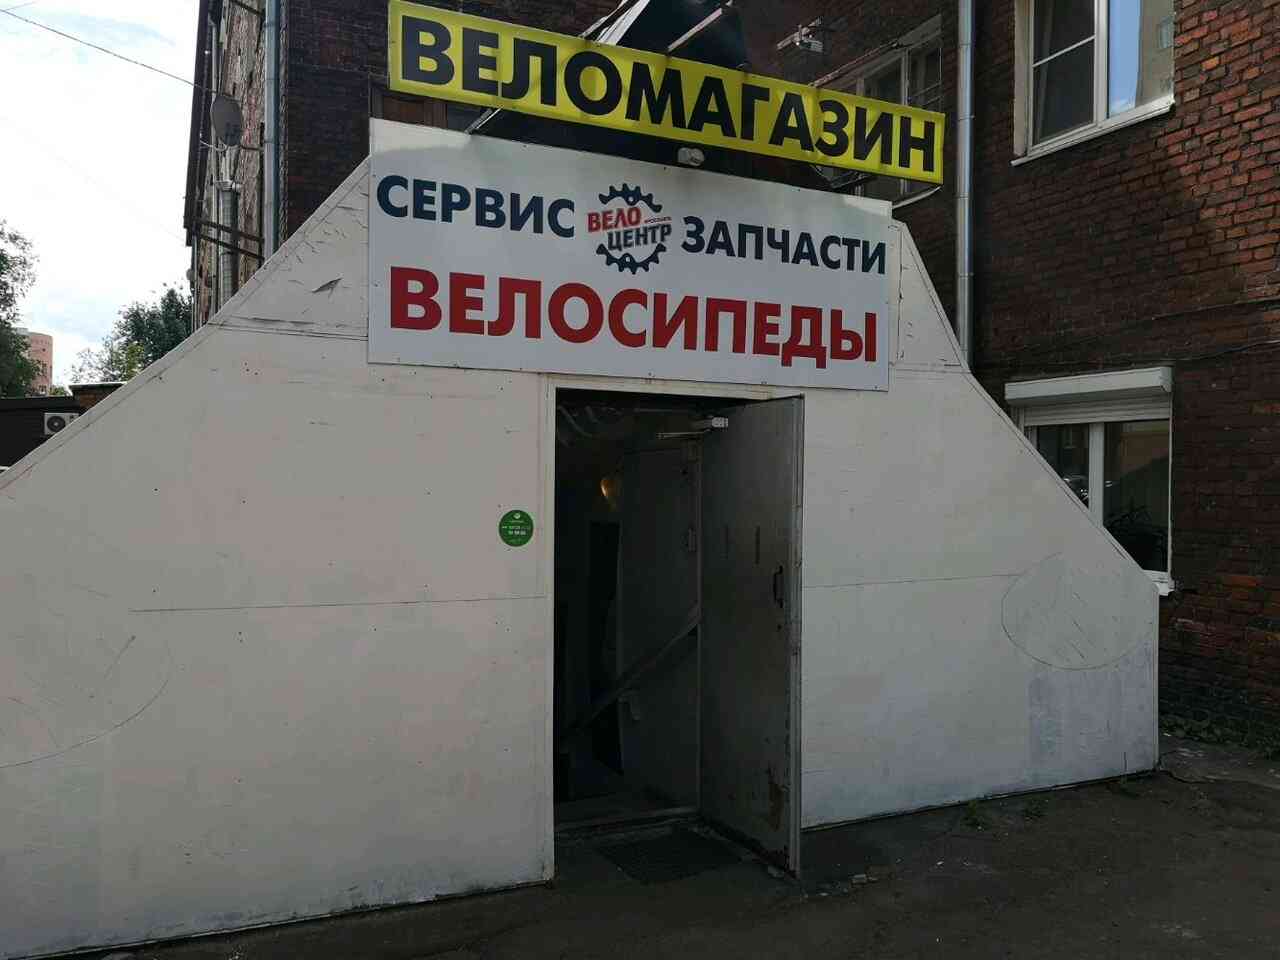 ВЕЛОМАГАЗИН
СЕРВИС
ВЕЛО
ЦЕНТР
ЗАПЧАСТИ
ВЕЛОСИПЕДЫ